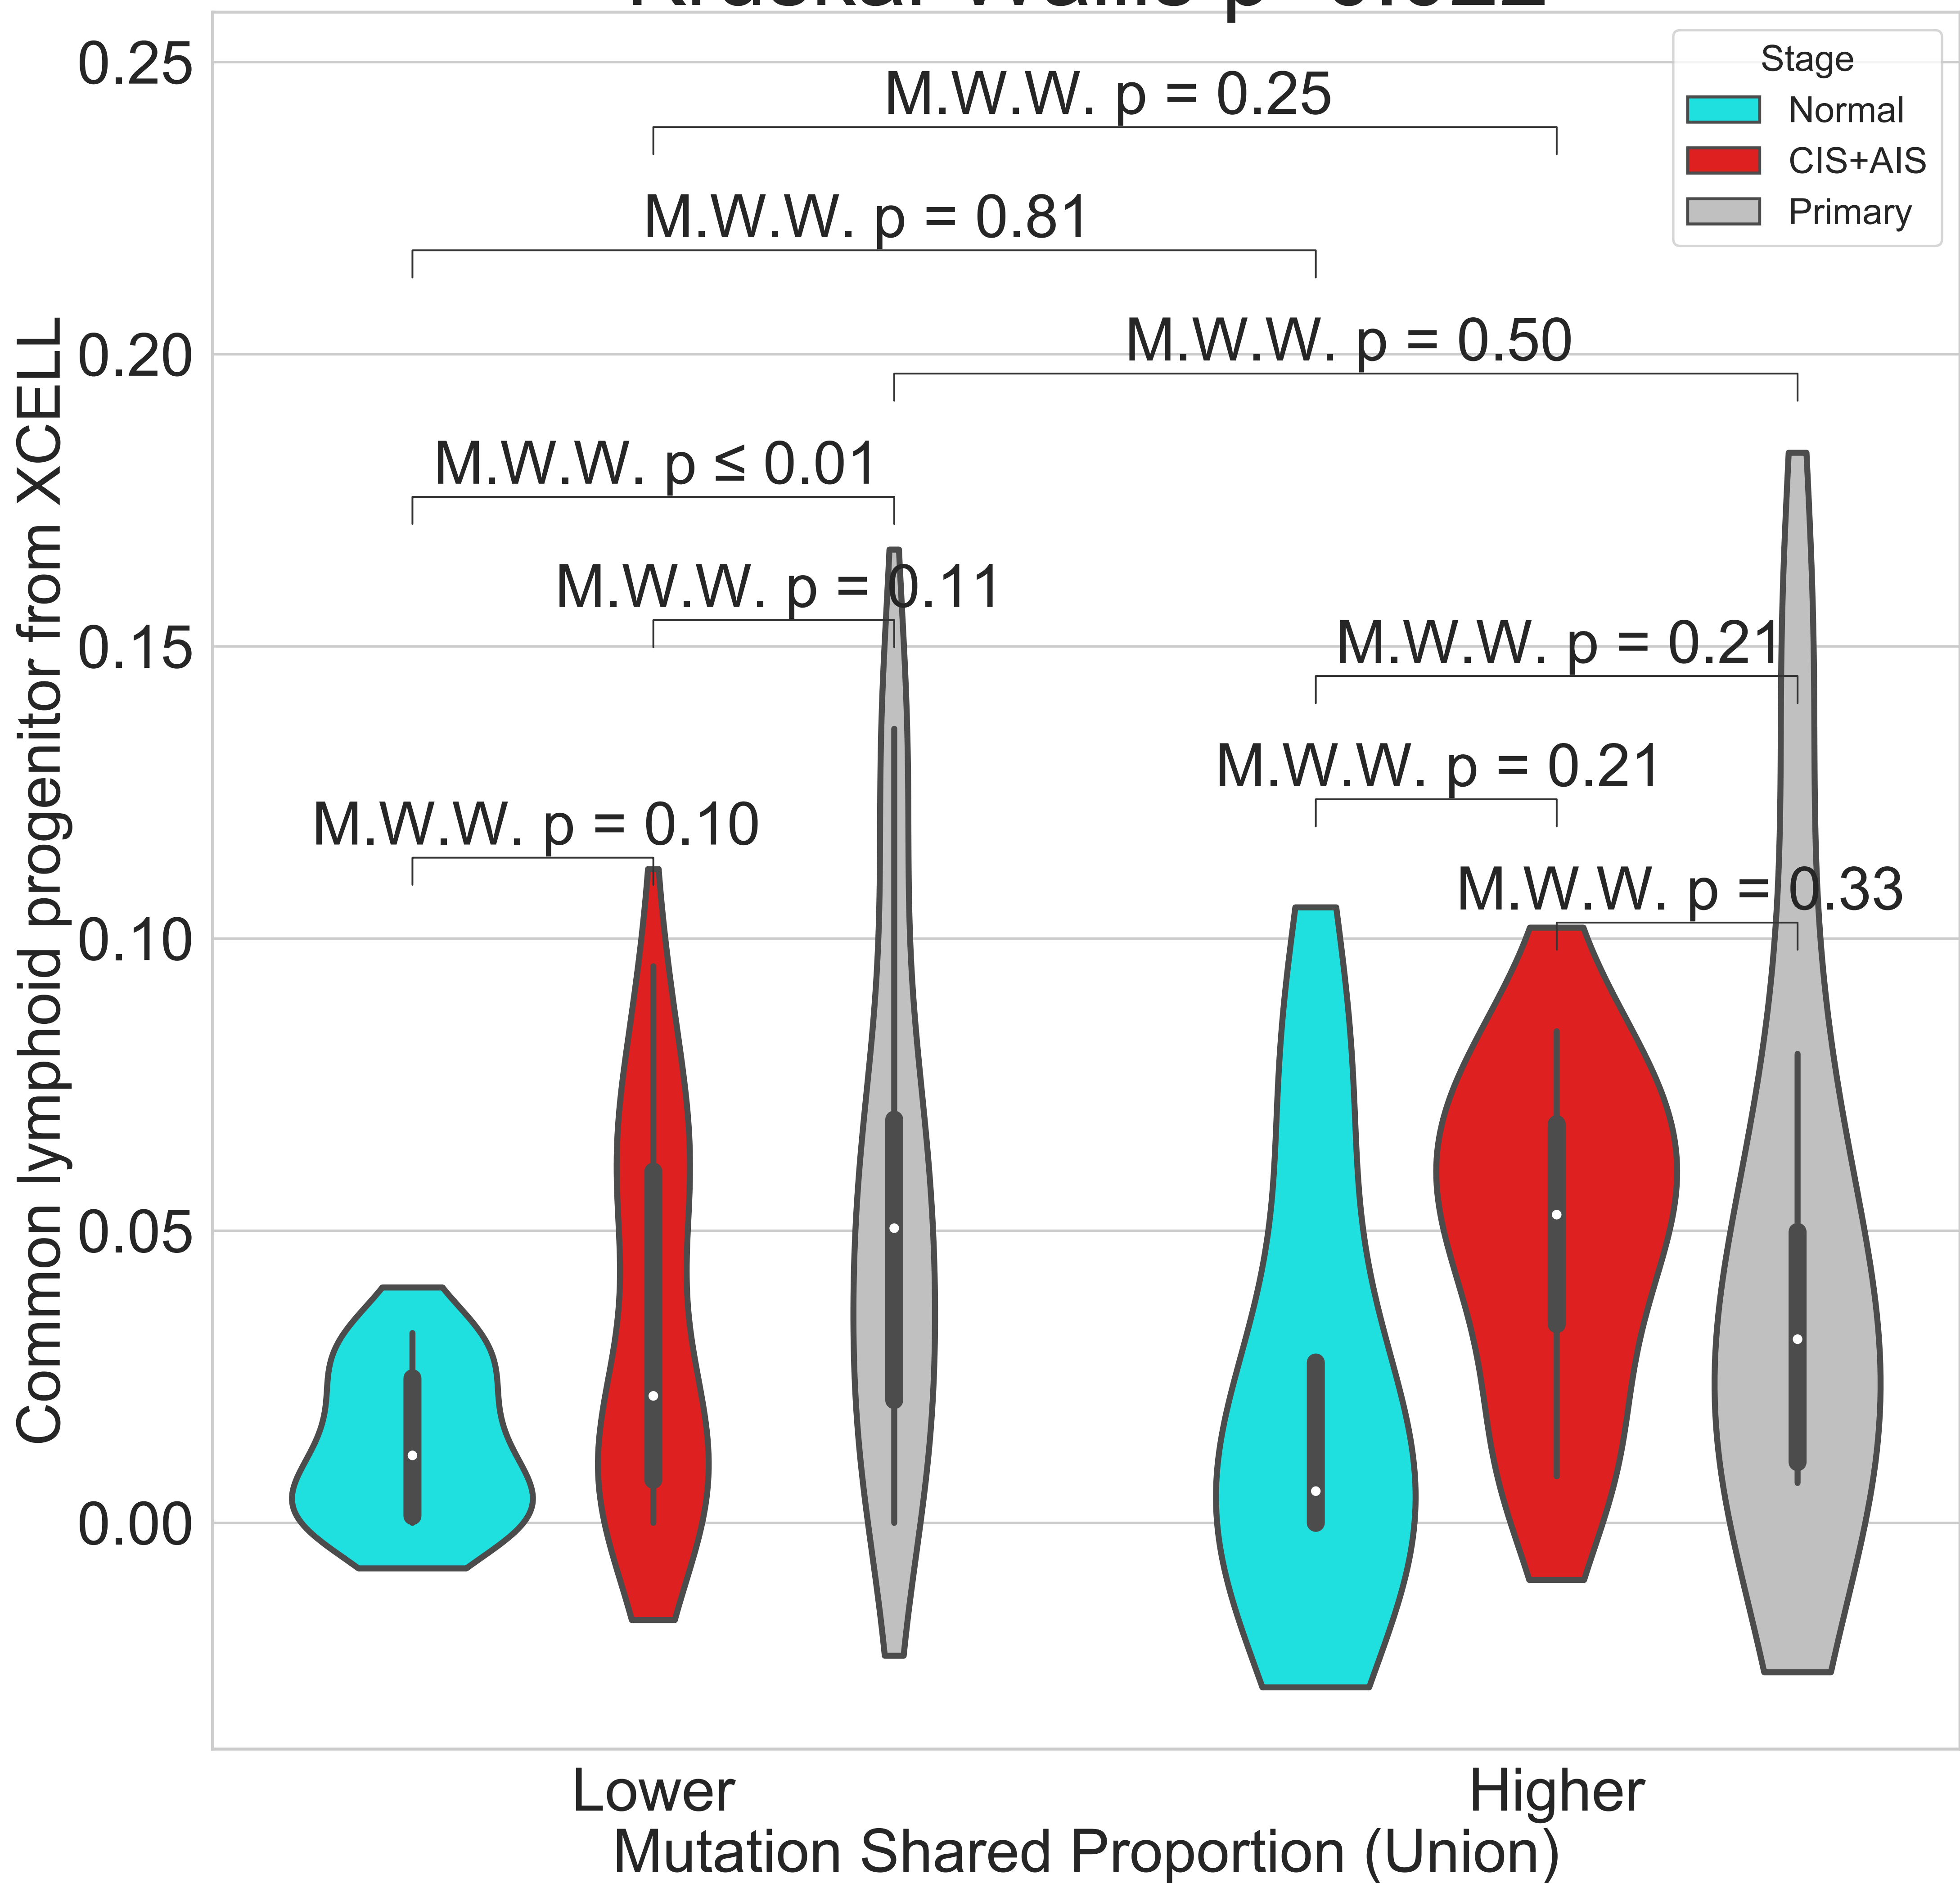 0.25
0.20
0.15
0.10
0.05
0.00
Common lymphoid progenitor from XCELL
Stage
Normal
CIS+AIS
Primary
M.W.W. p = 0.25
M.W.W. p = 0.81
M.W.W. p = 0.50
M.W.W. p ≤ 0.01
M.W.W. p = 0.11
M.W.W. p = 0.21
M.W.W. p = 0.21
M.W.W. p = 0.10
M.W.W. p = 0.33
Lower
Higher
Mutation Shared Proportion (Union)